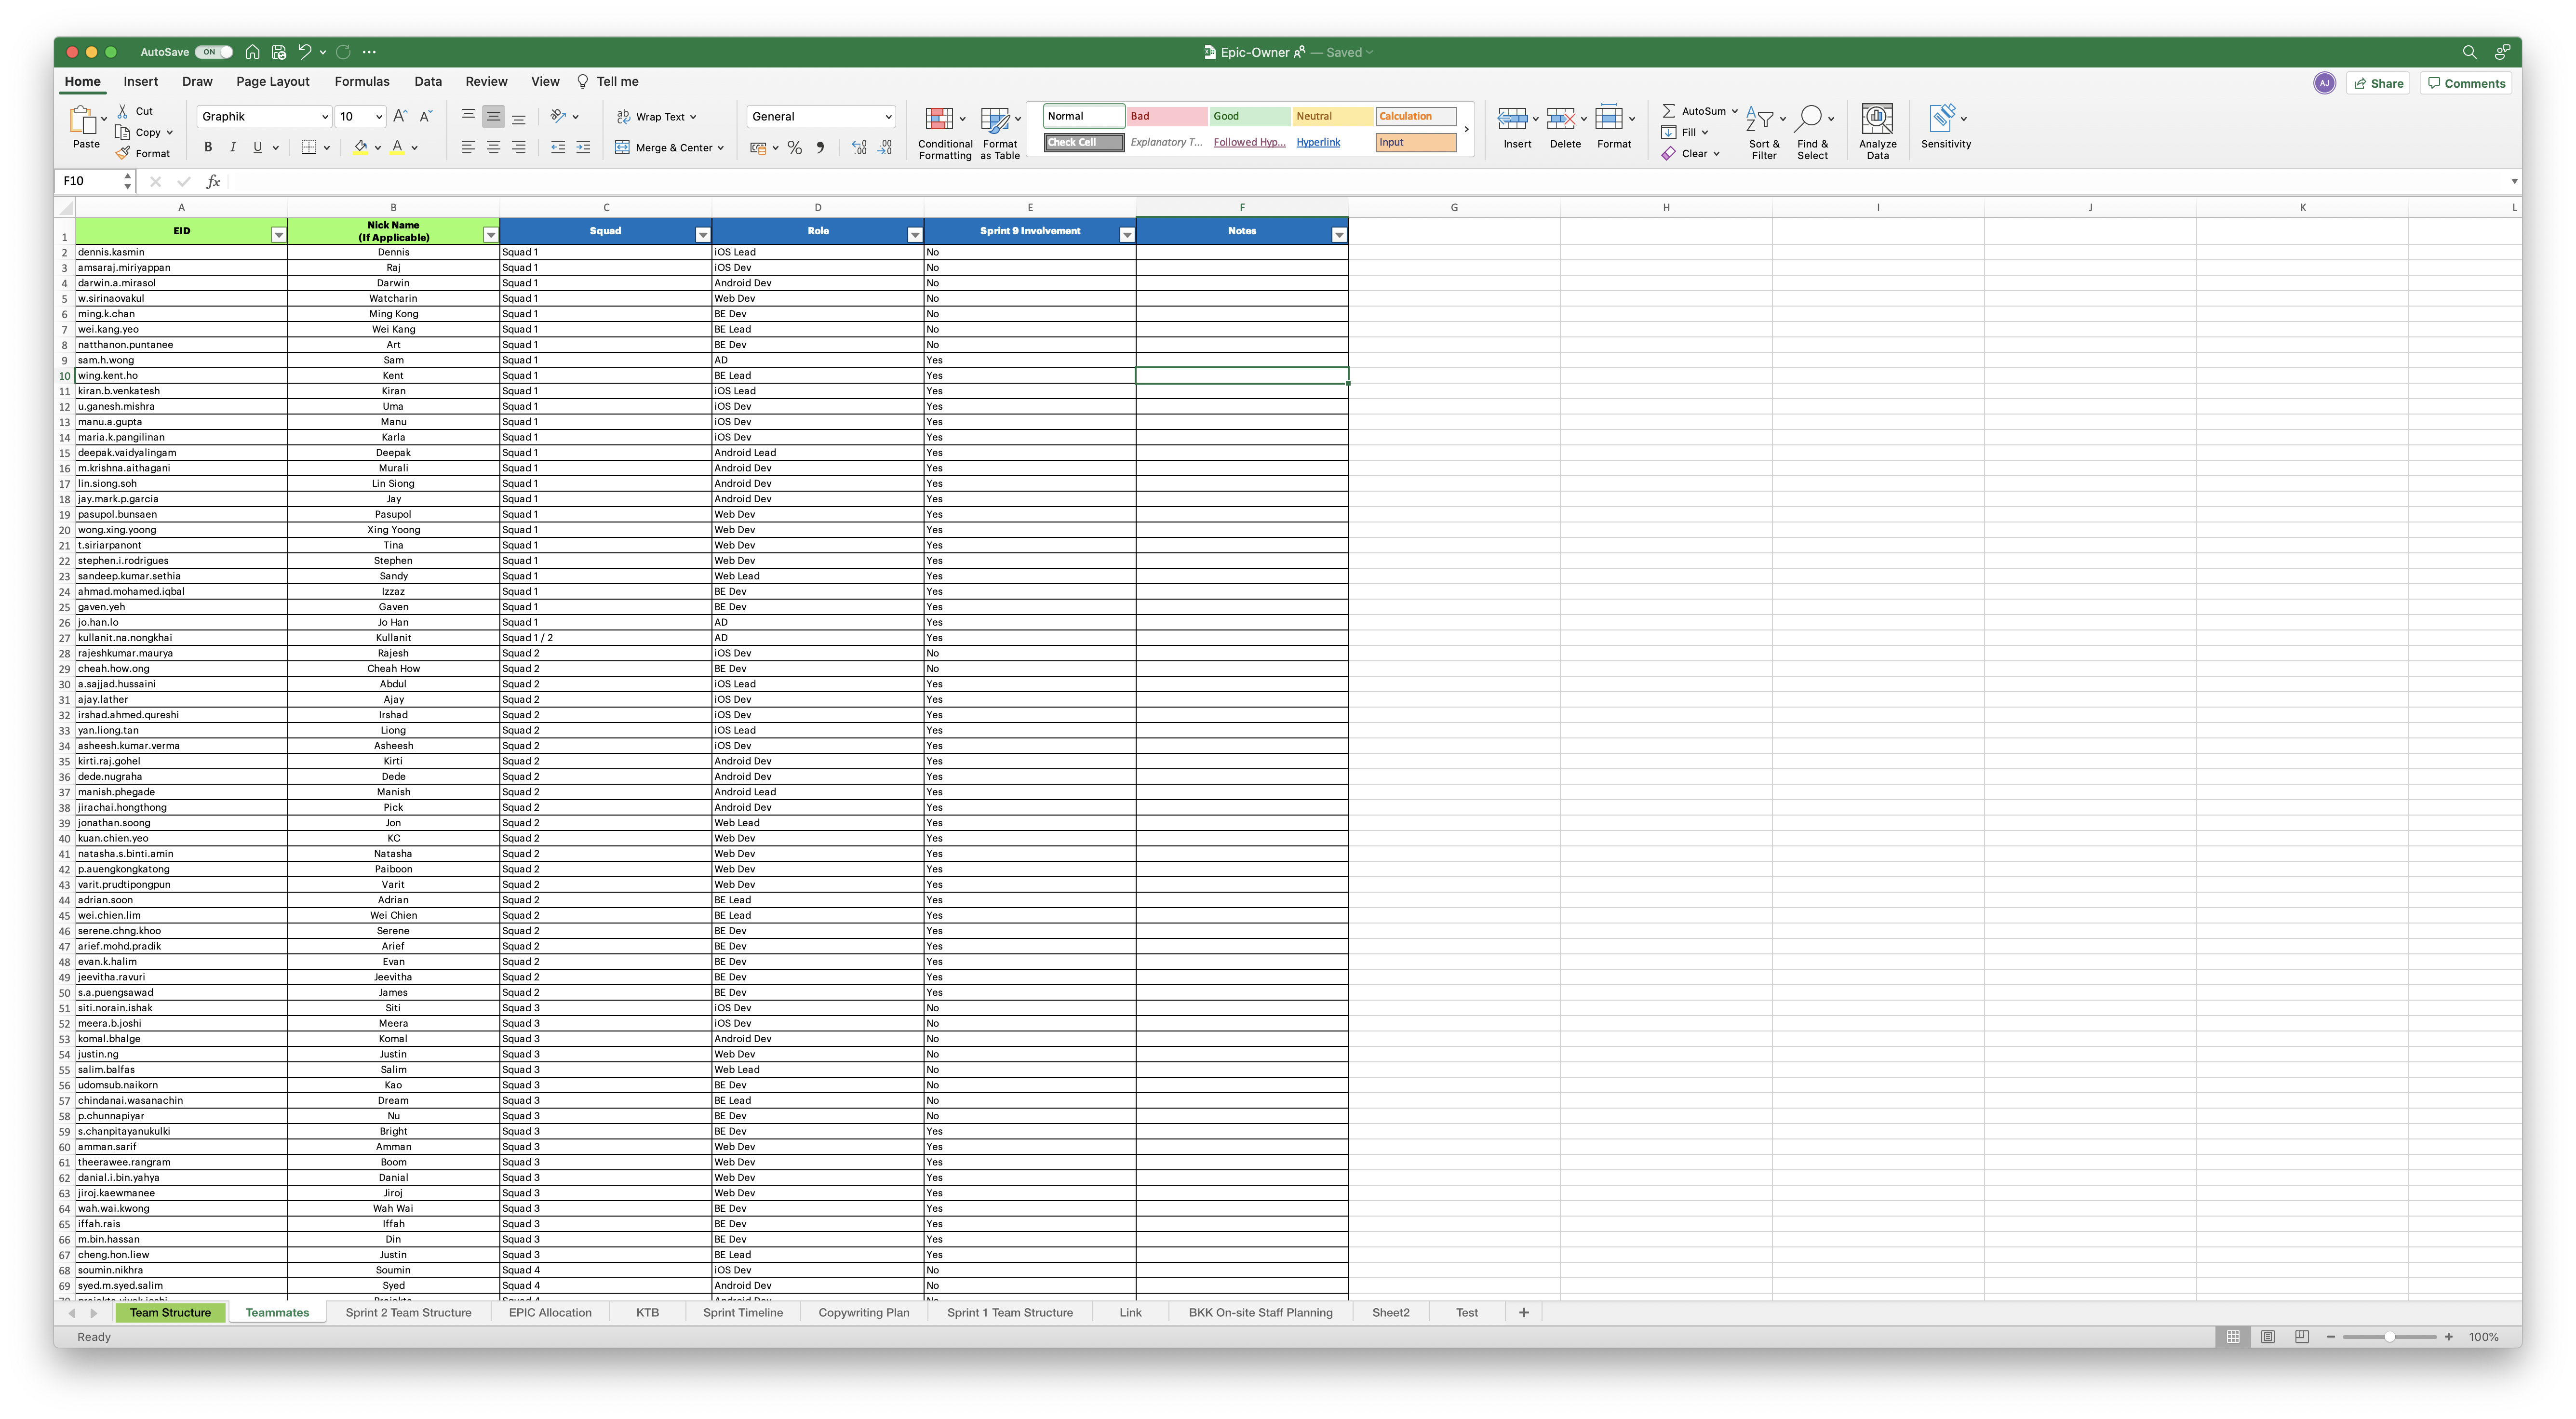 AutoSave ON Epic-Owner — Saved
Home Insert Draw Page Layout Formulas Data Review View Tell me AJ Share Comments
Paste Cut Copy Format Graphik 10 Wrap Text Merge & Center General Conditional Formatting Format as Table Normal Bad Good Neutral Calculation Check Cell Explanatory T... Followed Hyp... Hyperlink Input Insert Delete Format AutoSum Fill Clear Sort & Filter Find & Select Analyze Data Sensitivity
F10 fx
A B C D E F G H I J K L
1 EID Nick Name (If Applicable) Squad Role Sprint 9 Involvement Notes
2 dennis.kasmin Dennis Squad 1 iOS Lead No
3 amsaraj.miriyappan Raj Squad 1 iOS Dev No
4 darwin.a.mirasol Darwin Squad 1 Android Dev No
5 w.sirinaovakul Watcharin Squad 1 Web Dev No
6 ming.k.chan Ming Kong Squad 1 BE Dev No
7 wei.kang.yeo Wei Kang Squad 1 BE Lead No
8 natthanon.puntanee Art Squad 1 BE Dev No
9 sam.h.wong Sam Squad 1 AD Yes
10 wing.kent.ho Kent Squad 1 BE Lead Yes
11 kiran.b.venkatesh Kiran Squad 1 iOS Lead Yes
12 u.ganesh.mishra Uma Squad 1 iOS Dev Yes
13 manu.a.gupta Manu Squad 1 iOS Dev Yes
14 maria.k.pangilinan Karla Squad 1 iOS Dev Yes
15 deepak.vaidyalingam Deepak Squad 1 Android Lead Yes
16 m.krishna.aithagani Murali Squad 1 Android Dev Yes
17 lin.siong.soh Lin Siong Squad 1 Android Dev Yes
18 jay.mark.p.garcia Jay Squad 1 Android Dev Yes
19 pasupol.bunsaen Pasupol Squad 1 Web Dev Yes
20 wong.xing.yoong Xing Yoong Squad 1 Web Dev Yes
21 t.siriarpanont Tina Squad 1 Web Dev Yes
22 stephen.i.rodrigues Stephen Squad 1 Web Dev Yes
23 sandeep.kumar.sethia Sandy Squad 1 Web Lead Yes
24 ahmad.mohamed.iqbal Izzaz Squad 1 BE Dev Yes
25 gaven.yeh Gaven Squad 1 BE Dev Yes
26 jo.han.lo Jo Han Squad 1 AD Yes
27 kullanit.na.nongkhai Kullanit Squad 1 / 2 AD Yes
28 rajeshkumar.maurya Rajesh Squad 2 iOS Dev No
29 cheah.how.ong Cheah How Squad 2 BE Dev No
30 a.sajjad.hussaini Abdul Squad 2 iOS Lead Yes
31 ajay.lather Ajay Squad 2 iOS Dev Yes
32 irshad.ahmed.qureshi Irshad Squad 2 iOS Dev Yes
33 yan.liong.tan Liong Squad 2 iOS Lead Yes
34 asheesh.kumar.verma Asheesh Squad 2 iOS Dev Yes
35 kirti.raj.gohel Kirti Squad 2 Android Dev Yes
36 dede.nugraha Dede Squad 2 Android Dev Yes
37 manish.phegade Manish Squad 2 Android Lead Yes
38 jirachai.hongthong Pick Squad 2 Android Dev Yes
39 jonathan.soong Jon Squad 2 Web Lead Yes
40 kuan.chien.yeo KC Squad 2 Web Dev Yes
41 natasha.s.binti.amin Natasha Squad 2 Web Dev Yes
42 p.auengkongkatong Paiboon Squad 2 Web Dev Yes
43 varit.prudtipongpun Varit Squad 2 Web Dev Yes
44 adrian.soon Adrian Squad 2 BE Lead Yes
45 wei.chien.lim Wei Chien Squad 2 BE Lead Yes
46 serene.chng.khoo Serene Squad 2 BE Dev Yes
47 arief.mohd.pradik Arief Squad 2 BE Dev Yes
48 evan.k.halim Evan Squad 2 BE Dev Yes
49 jeevitha.ravuri Jeevitha Squad 2 BE Dev Yes
50 s.a.puengsawad James Squad 2 BE Dev Yes
51 siti.norain.ishak Siti Squad 3 iOS Dev No
52 meera.b.joshi Meera Squad 3 iOS Dev No
53 komal.bhalge Komal Squad 3 Android Dev No
54 justin.ng Justin Squad 3 Web Dev No
55 salim.balfas Salim Squad 3 Web Lead No
56 udomsub.naikorn Kao Squad 3 BE Dev No
57 chindanai.wasanachin Dream Squad 3 BE Lead No
58 p.chunnapiyar Nu Squad 3 BE Dev No
59 s.chanpitayanukulki Bright Squad 3 BE Dev Yes
60 amman.sarif Amman Squad 3 Web Dev Yes
61 theerawee.rangram Boom Squad 3 Web Dev Yes
62 danial.i.bin.yahya Danial Squad 3 Web Dev Yes
63 jiroj.kaewmanee Jiroj Squad 3 Web Dev Yes
64 wah.wai.kwong Wah Wai Squad 3 BE Dev Yes
65 iffah.rais Iffah Squad 3 BE Dev Yes
66 m.bin.hassan Din Squad 3 BE Dev Yes
67 cheng.hon.liew Justin Squad 3 BE Lead Yes
68 soumin.nikhra Soumin Squad 4 iOS Dev No
69 syed.m.syed.salim Syed Squad 4 Android Dev No
Team Structure Teammates Sprint 2 Team Structure EPIC Allocation KTB Sprint Timeline Copywriting Plan Sprint 1 Team Structure Link BKK On-site Staff Planning Sheet2 Test +
Ready 100%